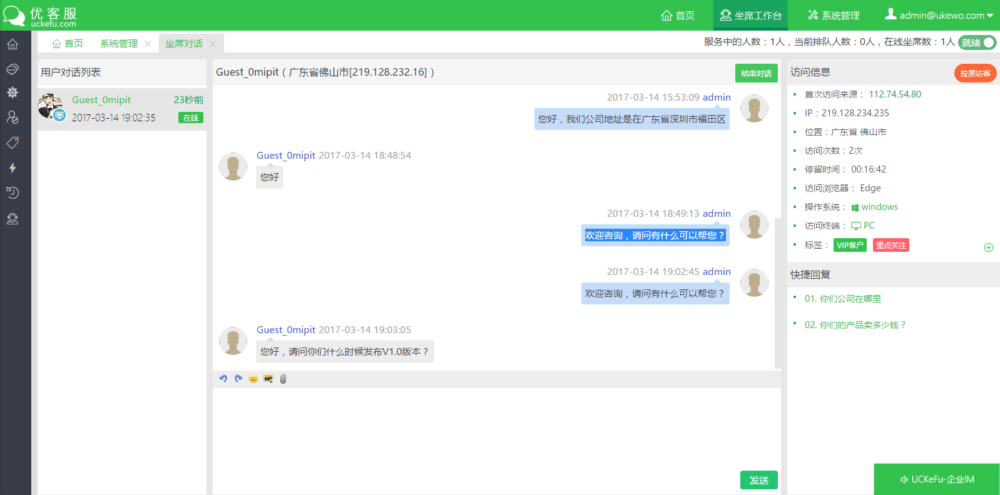 优客服
uckefu.com
首页
坐席工作台
系统管理
admin@ukewo.com
首页
系统管理
坐席对话
服务中的人数：1人，当前排队人数：0人，在线坐席数：1人
就绪
用户对话列表
Guest_0mipit
23秒前
2017-03-14 19:02:35
在线
Guest_0mipit（广东省佛山市[219.128.232.16]）
结束对话
2017-03-14 15:53:09 admin
您好，我们公司地址是在广东省深圳市福田区
Guest_0mipit 2017-03-14 18:48:54
您好
2017-03-14 18:49:13 admin
欢迎咨询，请问有什么可以帮您？
2017-03-14 19:02:45 admin
欢迎咨询，请问有什么可以帮您？
Guest_0mipit 2017-03-14 19:03:05
您好，请问你们什么时候发布V1.0版本？
发送
访问信息
拉黑访客
首次访问来源： 112.74.54.80
IP：219.128.234.235
位置：广东省 佛山市
访问次数：2次
停留时间： 00:16:42
访问浏览器： Edge
操作系统： windows
访问终端： PC
标签： VIP客户 重点关注
快捷回复
01. 你们公司在哪里
02. 你们的产品卖多少钱？
UCKeFu-企业IM